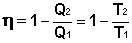 η = 1 - Q₂/Q₁ = 1 - T₂/T₁